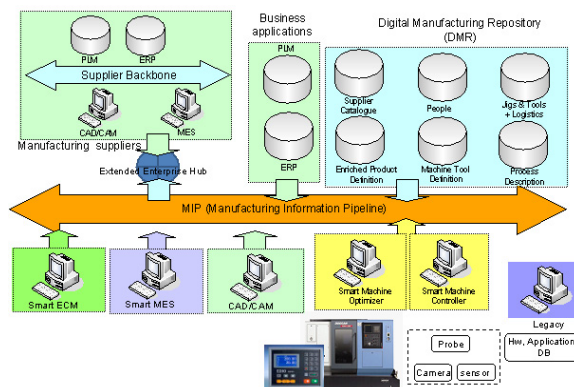 Business
applications
Digital Manufacturing Repository
(DMR)
PLM
ERP
Supplier Backbone
CAD/CAM
MES
Manufacturing suppliers
Extended Enterprise Hub
PLM
ERP
Supplier
Catalogue
People
Jigs & Tools
+ Logistics
Enriched Product
Definition
Machine Tool
Definition
Process
Description
MIP (Manufacturing Information Pipeline)
Smart ECM
Smart MES
CAD/CAM
Smart Machine
Optimizer
Smart Machine
Controller
Legacy
Hw, Application
DB
Probe
Camera
sensor